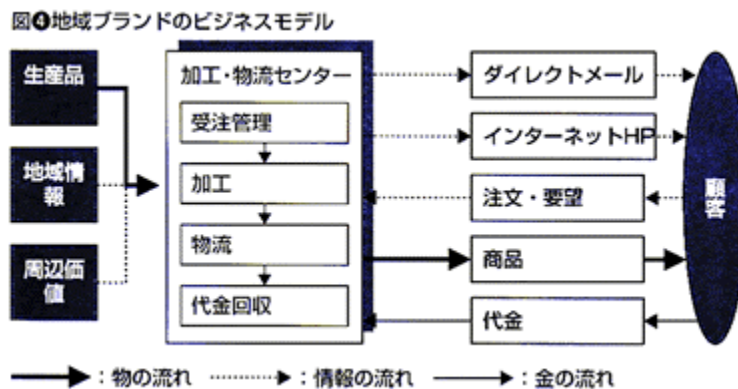 図❹地域ブランドのビジネスモデル
生産品
地域情
報
周辺価
値
加工・物流センター
受注管理
加工
物流
代金回収
ダイレクトメール
インターネットHP
注文・要望
商品
代金
顧客
：物の流れ
：情報の流れ
：金の流れ